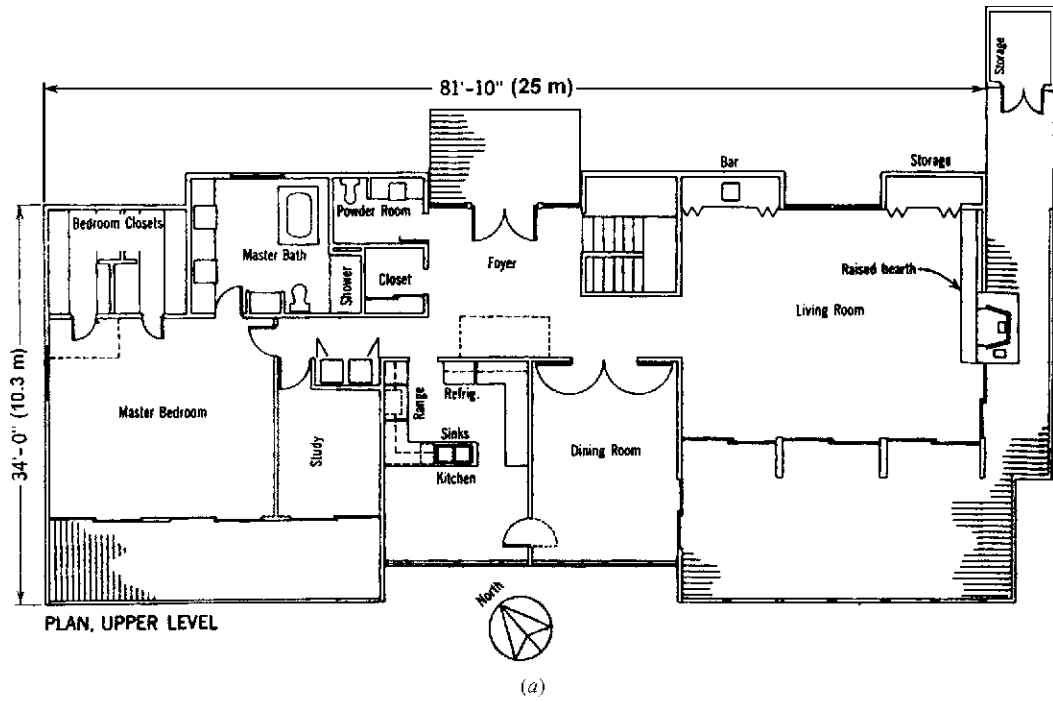 Storage
81'-10" (25 m)
Bar
Storage
Powder Room
Bedroom Closets
Master Bath
Shower
Closet
Foyer
Raised hearth
Living Room
34'-0" (10.3 m)
Master Bedroom
Study
Range
Refrig.
Sinks
Kitchen
Dining Room
PLAN, UPPER LEVEL
North
(a)